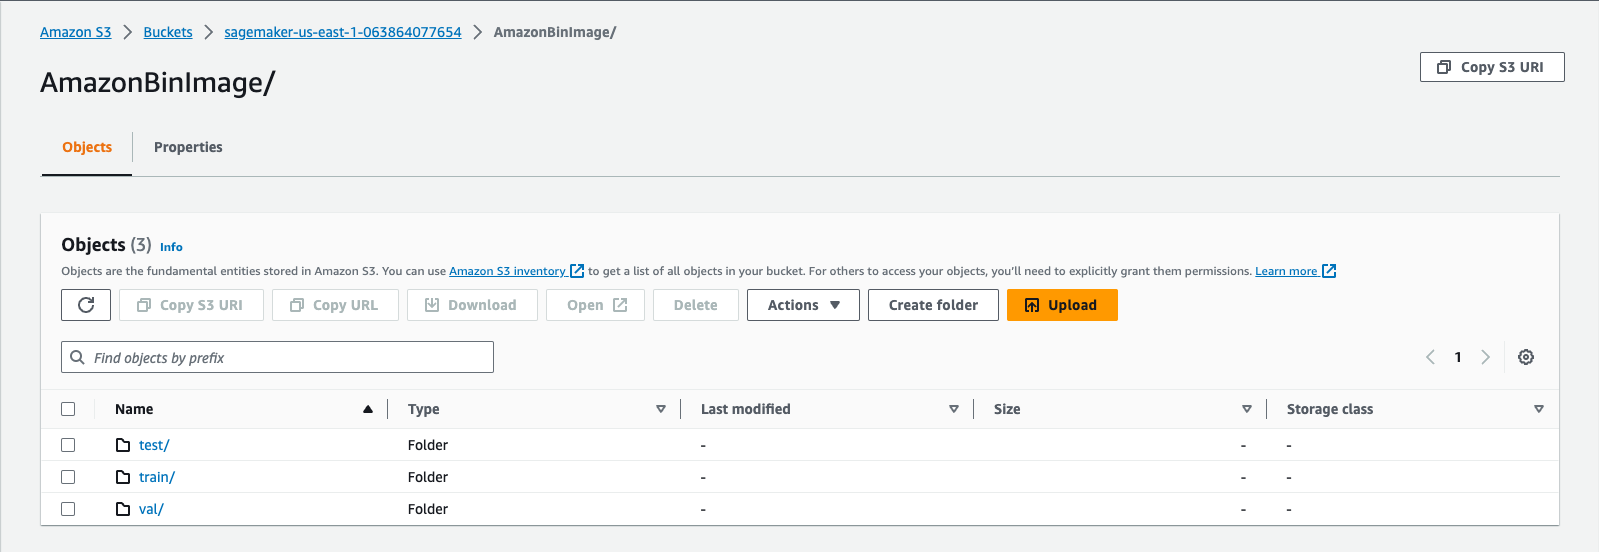 Amazon S3 > Buckets > sagemaker-us-east-1-063864077654 > AmazonBinImage/
AmazonBinImage/
Copy S3 URI
Objects Properties
Objects (3) Info
Objects are the fundamental entities stored in Amazon S3. You can use Amazon S3 inventory to get a list of all objects in your bucket. For others to access your objects, you'll need to explicitly grant them permissions. Learn more
Copy S3 URI Copy URL Download Open Delete Actions Create folder Upload
Find objects by prefix
1
Name Type Last modified Size Storage class
test/ Folder - - -
train/ Folder - - -
val/ Folder - - -